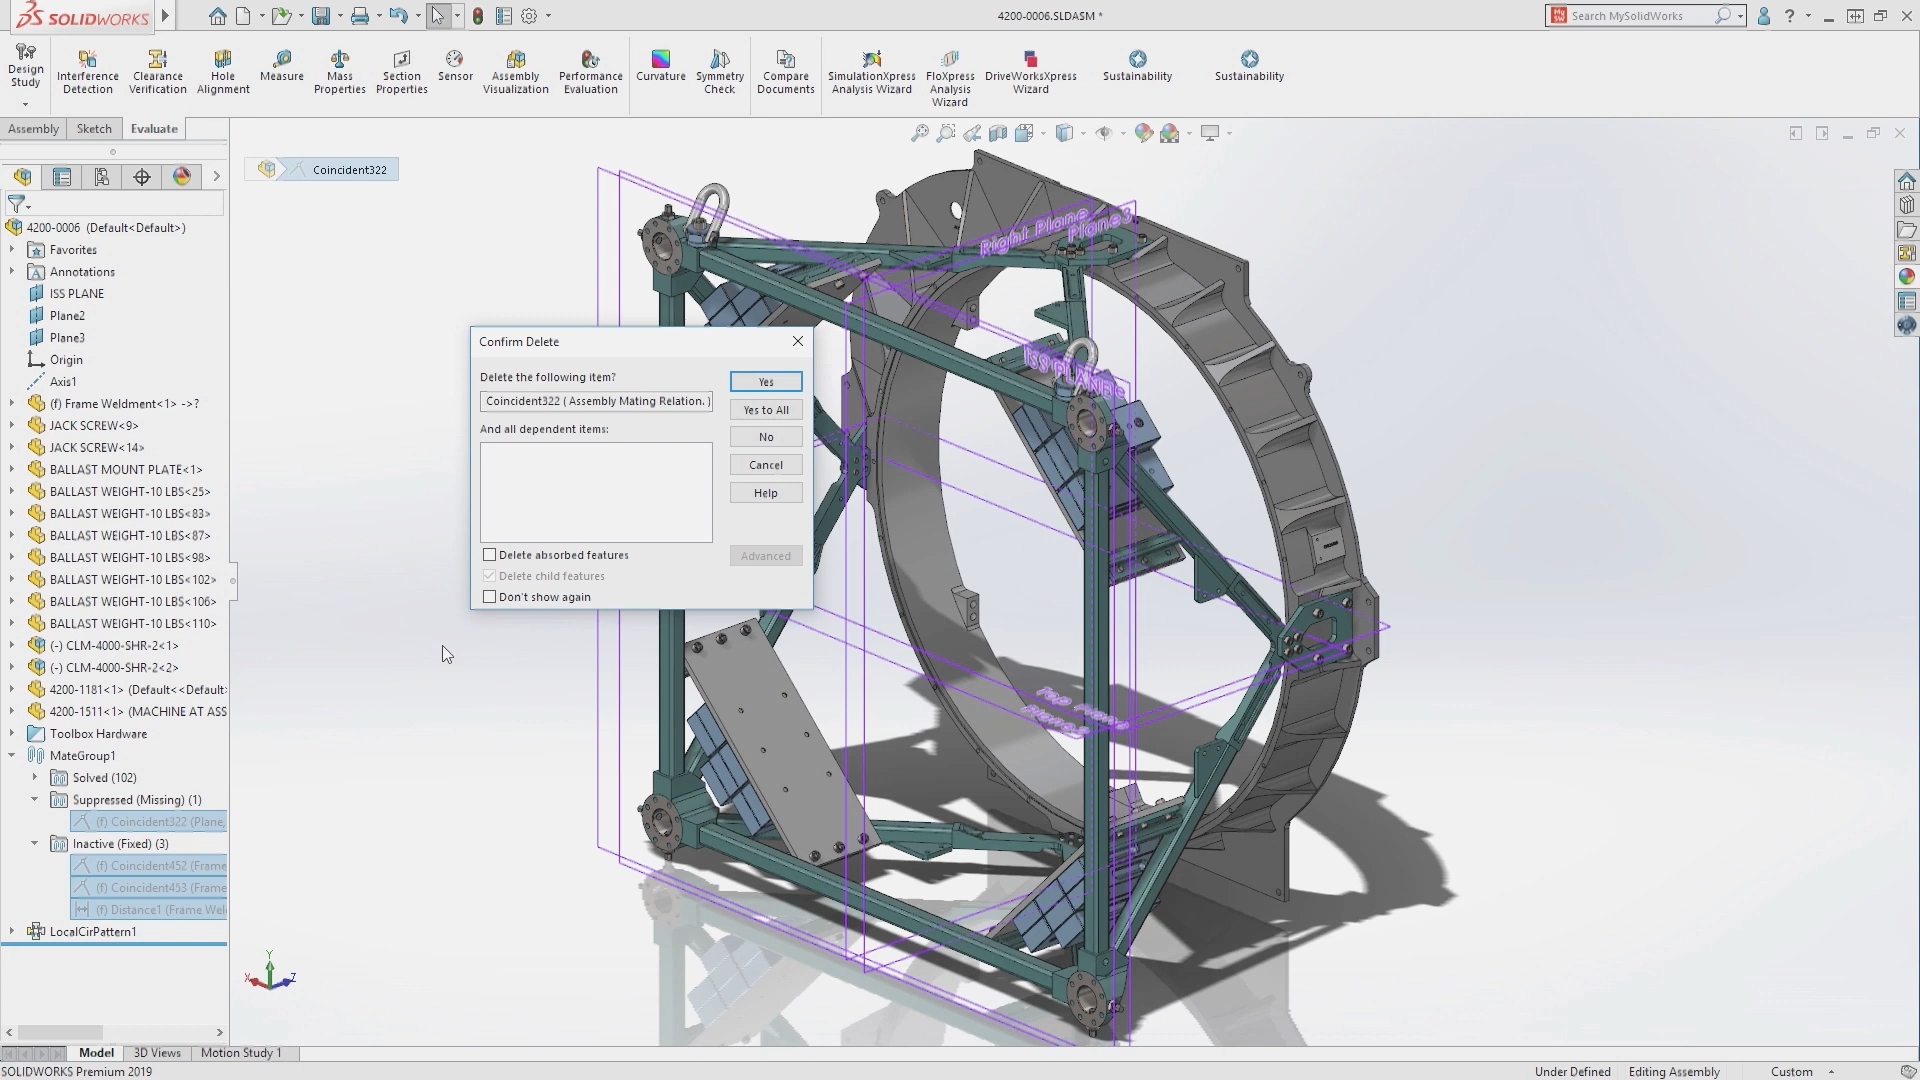 SOLIDWORKS
4200-0006.SLDASM *
Search MySolidWorks
Design Study
Interference Detection
Clearance Verification
Hole Alignment
Measure
Mass Properties
Section Properties
Sensor
Assembly Visualization
Performance Evaluation
Curvature
Symmetry Check
Compare Documents
SimulationXpress Analysis Wizard
FloXpress Analysis Wizard
DriveWorksXpress Wizard
Sustainability
Sustainability
Assembly
Sketch
Evaluate
Coincident322
4200-0006 (Default<Default>)
Favorites
Annotations
ISS PLANE
Plane2
Plane3
Origin
Axis1
(f) Frame Weldment<1> ->?
JACK SCREW<9>
JACK SCREW<14>
BALLAST MOUNT PLATE<1>
BALLAST WEIGHT-10 LBS<25>
BALLAST WEIGHT-10 LBS<83>
BALLAST WEIGHT-10 LBS<87>
BALLAST WEIGHT-10 LBS<98>
BALLAST WEIGHT-10 LBS<102>
BALLAST WEIGHT-10 LBS<106>
BALLAST WEIGHT-10 LBS<110>
(-) CLM-4000-SHR-2<1>
(-) CLM-4000-SHR-2<2>
4200-1181<1> (Default<<Default>
4200-1511<1> (MACHINE AT ASS
Toolbox Hardware
MateGroup1
Solved (102)
Suppressed (Missing) (1)
(f) Coincident322 (Plane,
Inactive (Fixed) (3)
(f) Coincident452 (Frame
(f) Coincident453 (Frame
(f) Distance1 (Frame Wel
LocalCirPattern1
Confirm Delete
Delete the following item?
Coincident322 ( Assembly Mating Relation. )
And all dependent items:
Yes
Yes to All
No
Cancel
Help
Advanced
Delete absorbed features
Delete child features
Don't show again
Right Plane
Plane3
ISS PLANE
Top Plane
X
Y
Z
Model
3D Views
Motion Study 1
SOLIDWORKS Premium 2019
Under Defined
Editing Assembly
Custom